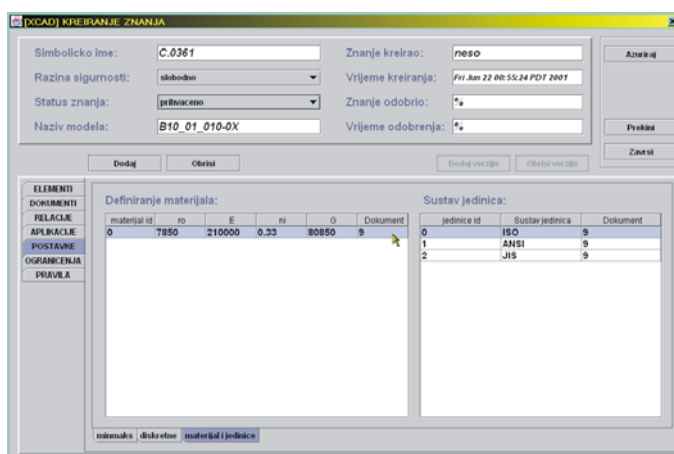 [XCAD] KREIRANJE ZNANJA
Simbolicko ime: C.0361 Znanje kreirao: neso Azuriraj
Razina sigurnosti: slobodno Vrijeme kreiranja: Fri Jun 22 00:55:24 PDT 2001
Status znanja: prihvaceno Znanje odobrio: %
Naziv modela: B10_01_010-0X Vrijeme odobrenja: % Prekini
Zavrsi
Dodaj Obrisi Dodaj verziju Obrisi verziju
ELEMENTI
DOKUMENTI
RELACIJE
APLIKACIJE
POSTAVKE
OGRANICENJA
PRAVILA
Definiranje materijala:
materijal id ro E ni G Dokument
0 7850 210000 0.33 80850 9
Sustav jedinica:
jedinice id Sustav jedinica Dokument
0 ISO 9
1 ANSI 9
2 JIS 9
minmaks diskretne materijal i jedinice